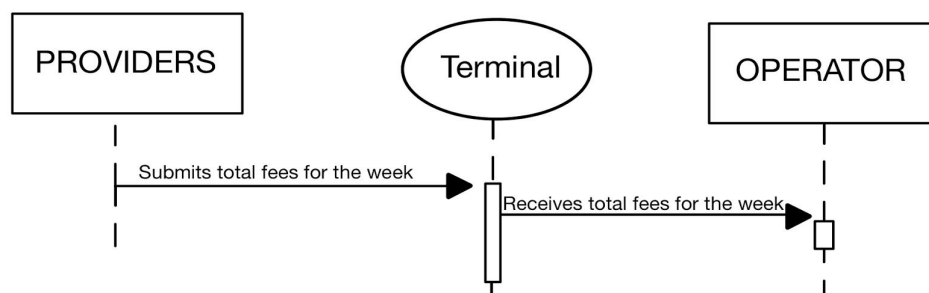 PROVIDERS
Terminal
OPERATOR
Submits total fees for the week
Receives total fees for the week